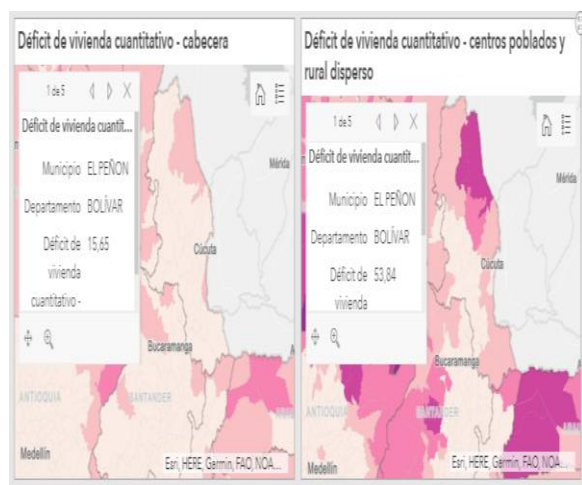 Déficit de vivienda cuantitativo - cabecera
1 de 5
Déficit de vivienda cuantit...
Municipio EL PEÑON
Departamento BOLÍVAR
Déficit de 15,65
vivienda
cuantitativo -
Mérida
Cúcuta
Bucaramanga
ANTIOQUIA
SANTANDER
Medellín
Esri, HERE, Garmin, FAO, NOA...
Déficit de vivienda cuantitativo - centros poblados y
rural disperso
1 de 5
Déficit de vivienda cuantit...
Municipio EL PEÑON
Departamento BOLÍVAR
Déficit de 53,84
vivienda
Mérida
Cúcuta
Bucaramanga
ANTIOQUIA
SANTANDER
Medellín
Esri, HERE, Garmin, FAO, NOA...